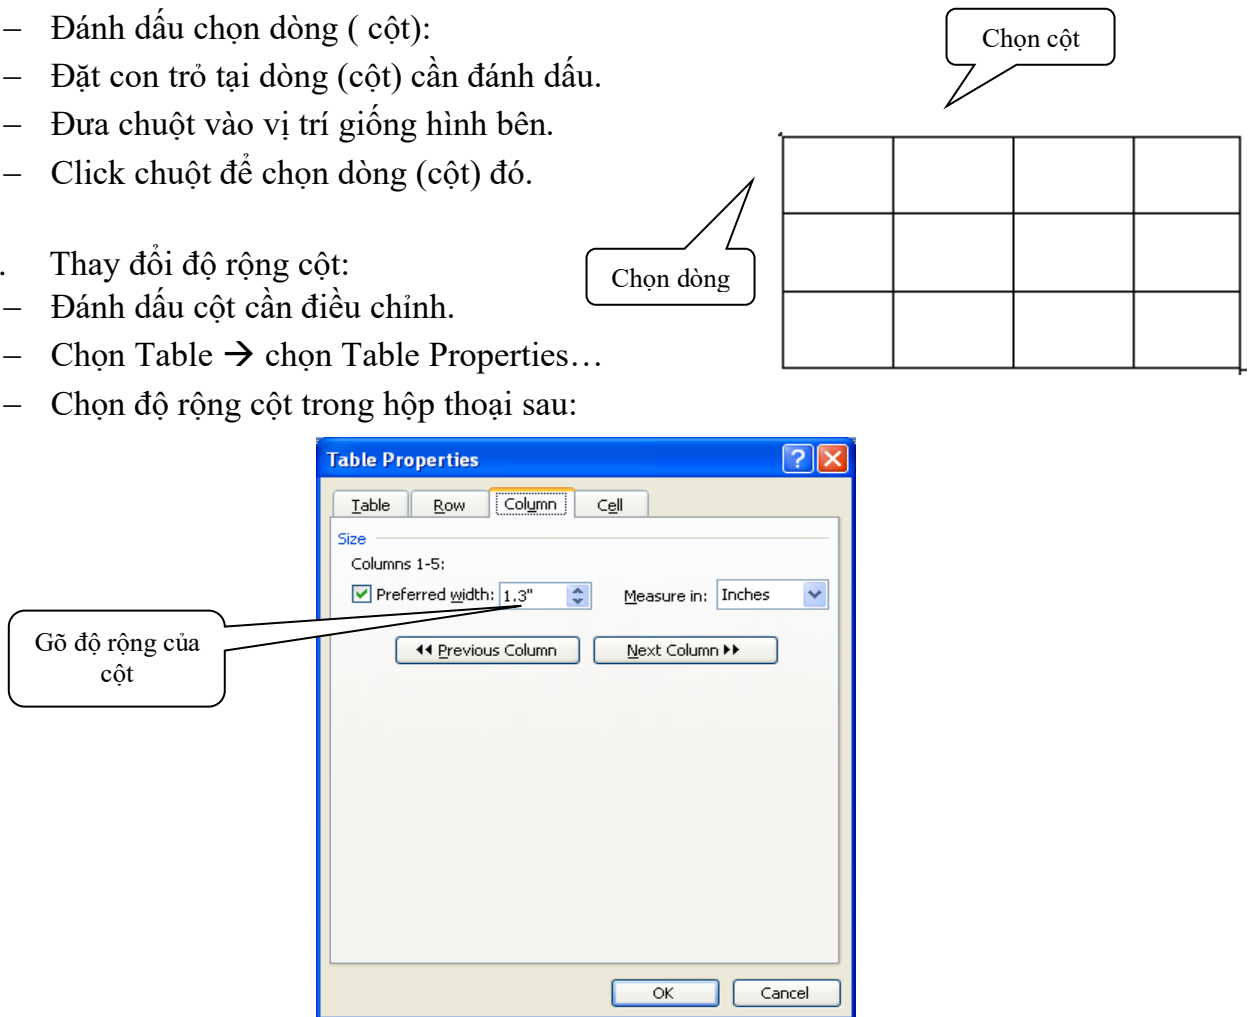 – Đánh dấu chọn dòng ( cột):
– Đặt con trỏ tại dòng (cột) cần đánh dấu.
– Đưa chuột vào vị trí giống hình bên.
– Click chuột để chọn dòng (cột) đó.
Chọn cột
Chọn dòng
. Thay đổi độ rộng cột:
– Đánh dấu cột cần điều chỉnh.
– Chọn Table → chọn Table Properties…
– Chọn độ rộng cột trong hộp thoại sau:
Table Properties
Table Row Column Cell
Size
Columns 1-5:
Preferred width: 1.3" Measure in: Inches
Previous Column Next Column
Gõ độ rộng của
cột
OK Cancel